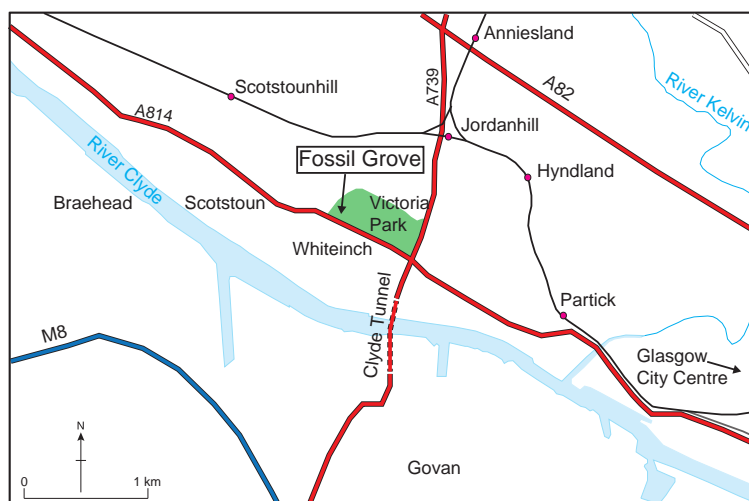 Anniesland
A739
A82
River Kelvin
Scotstounhill
A814
Jordanhill
Fossil Grove
River Clyde
Hyndland
Braehead
Scotstoun
Victoria
Park
Whiteinch
Partick
M8
Clyde Tunnel
Glasgow
City Centre
N
0
1 km
Govan